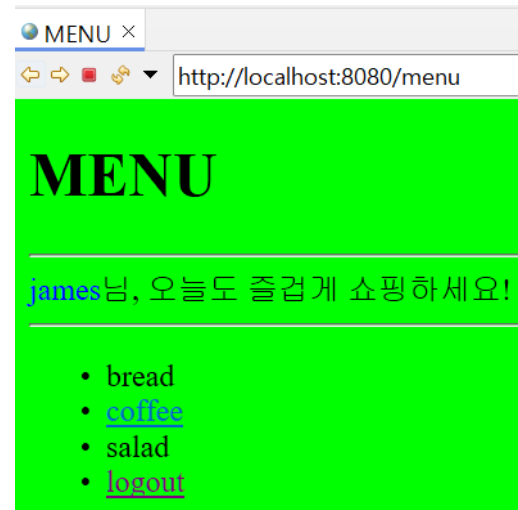 MENU
http://localhost:8080/menu
MENU
james님, 오늘도 즐겁게 쇼핑하세요!
bread
coffee
salad
logout